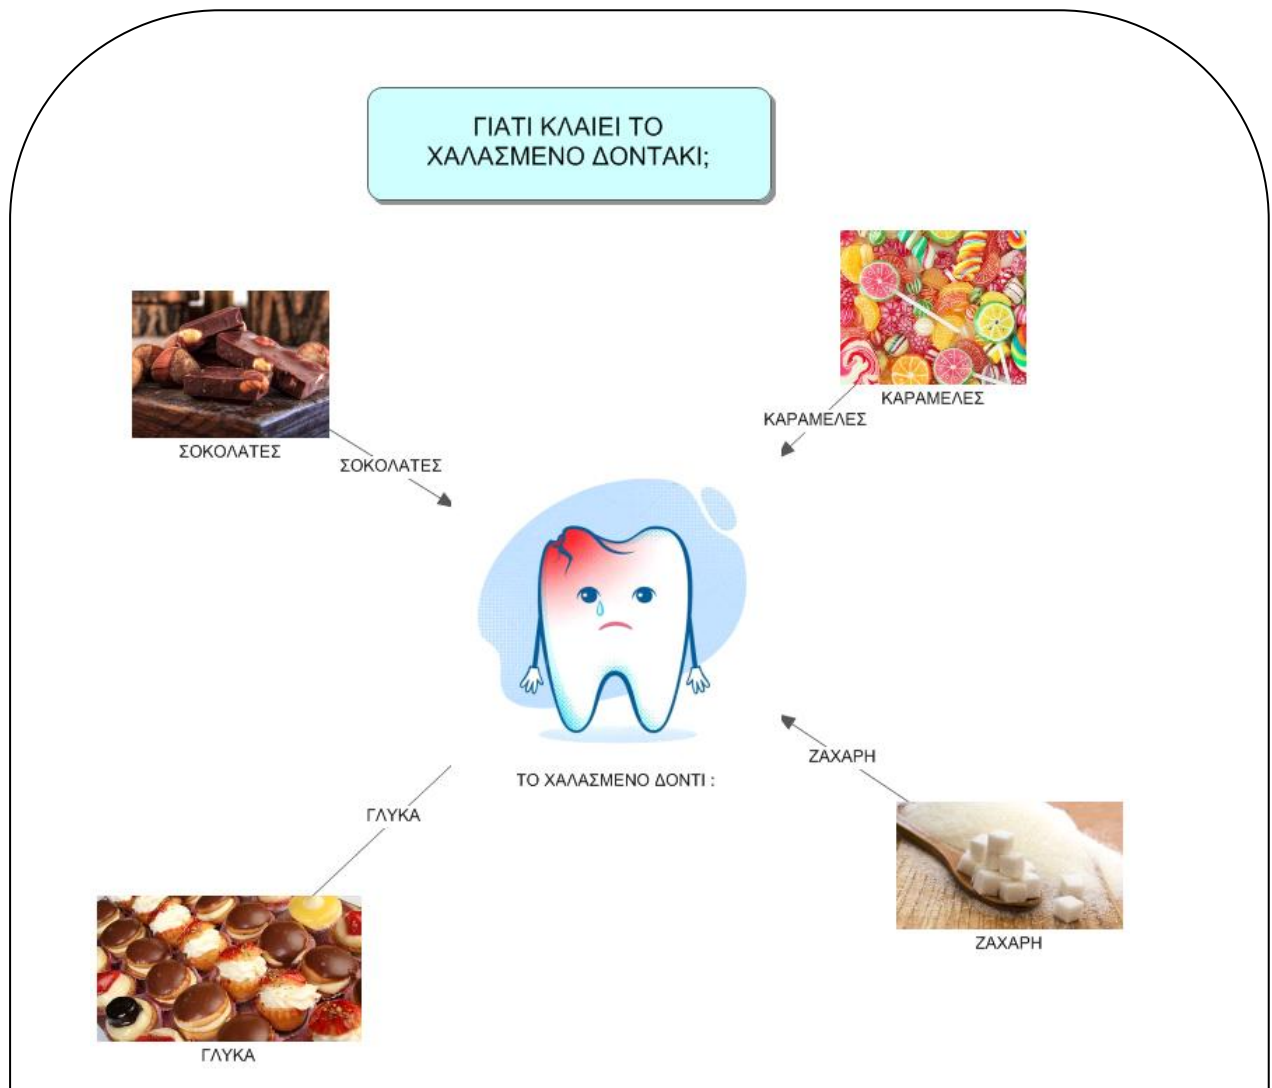 ΓΙΑΤΙ ΚΛΑΙΕΙ ΤΟ
ΧΑΛΑΣΜΕΝΟ ΔΟΝΤΑΚΙ;
ΚΑΡΑΜΕΛΕΣ
ΚΑΡΑΜΕΛΕΣ
ΣΟΚΟΛΑΤΕΣ
ΣΟΚΟΛΑΤΕΣ
ΖΑΧΑΡΗ
ΤΟ ΧΑΛΑΣΜΕΝΟ ΔΟΝΤΙ :
ΓΛΥΚΑ
ΖΑΧΑΡΗ
ΓΛΥΚΑ